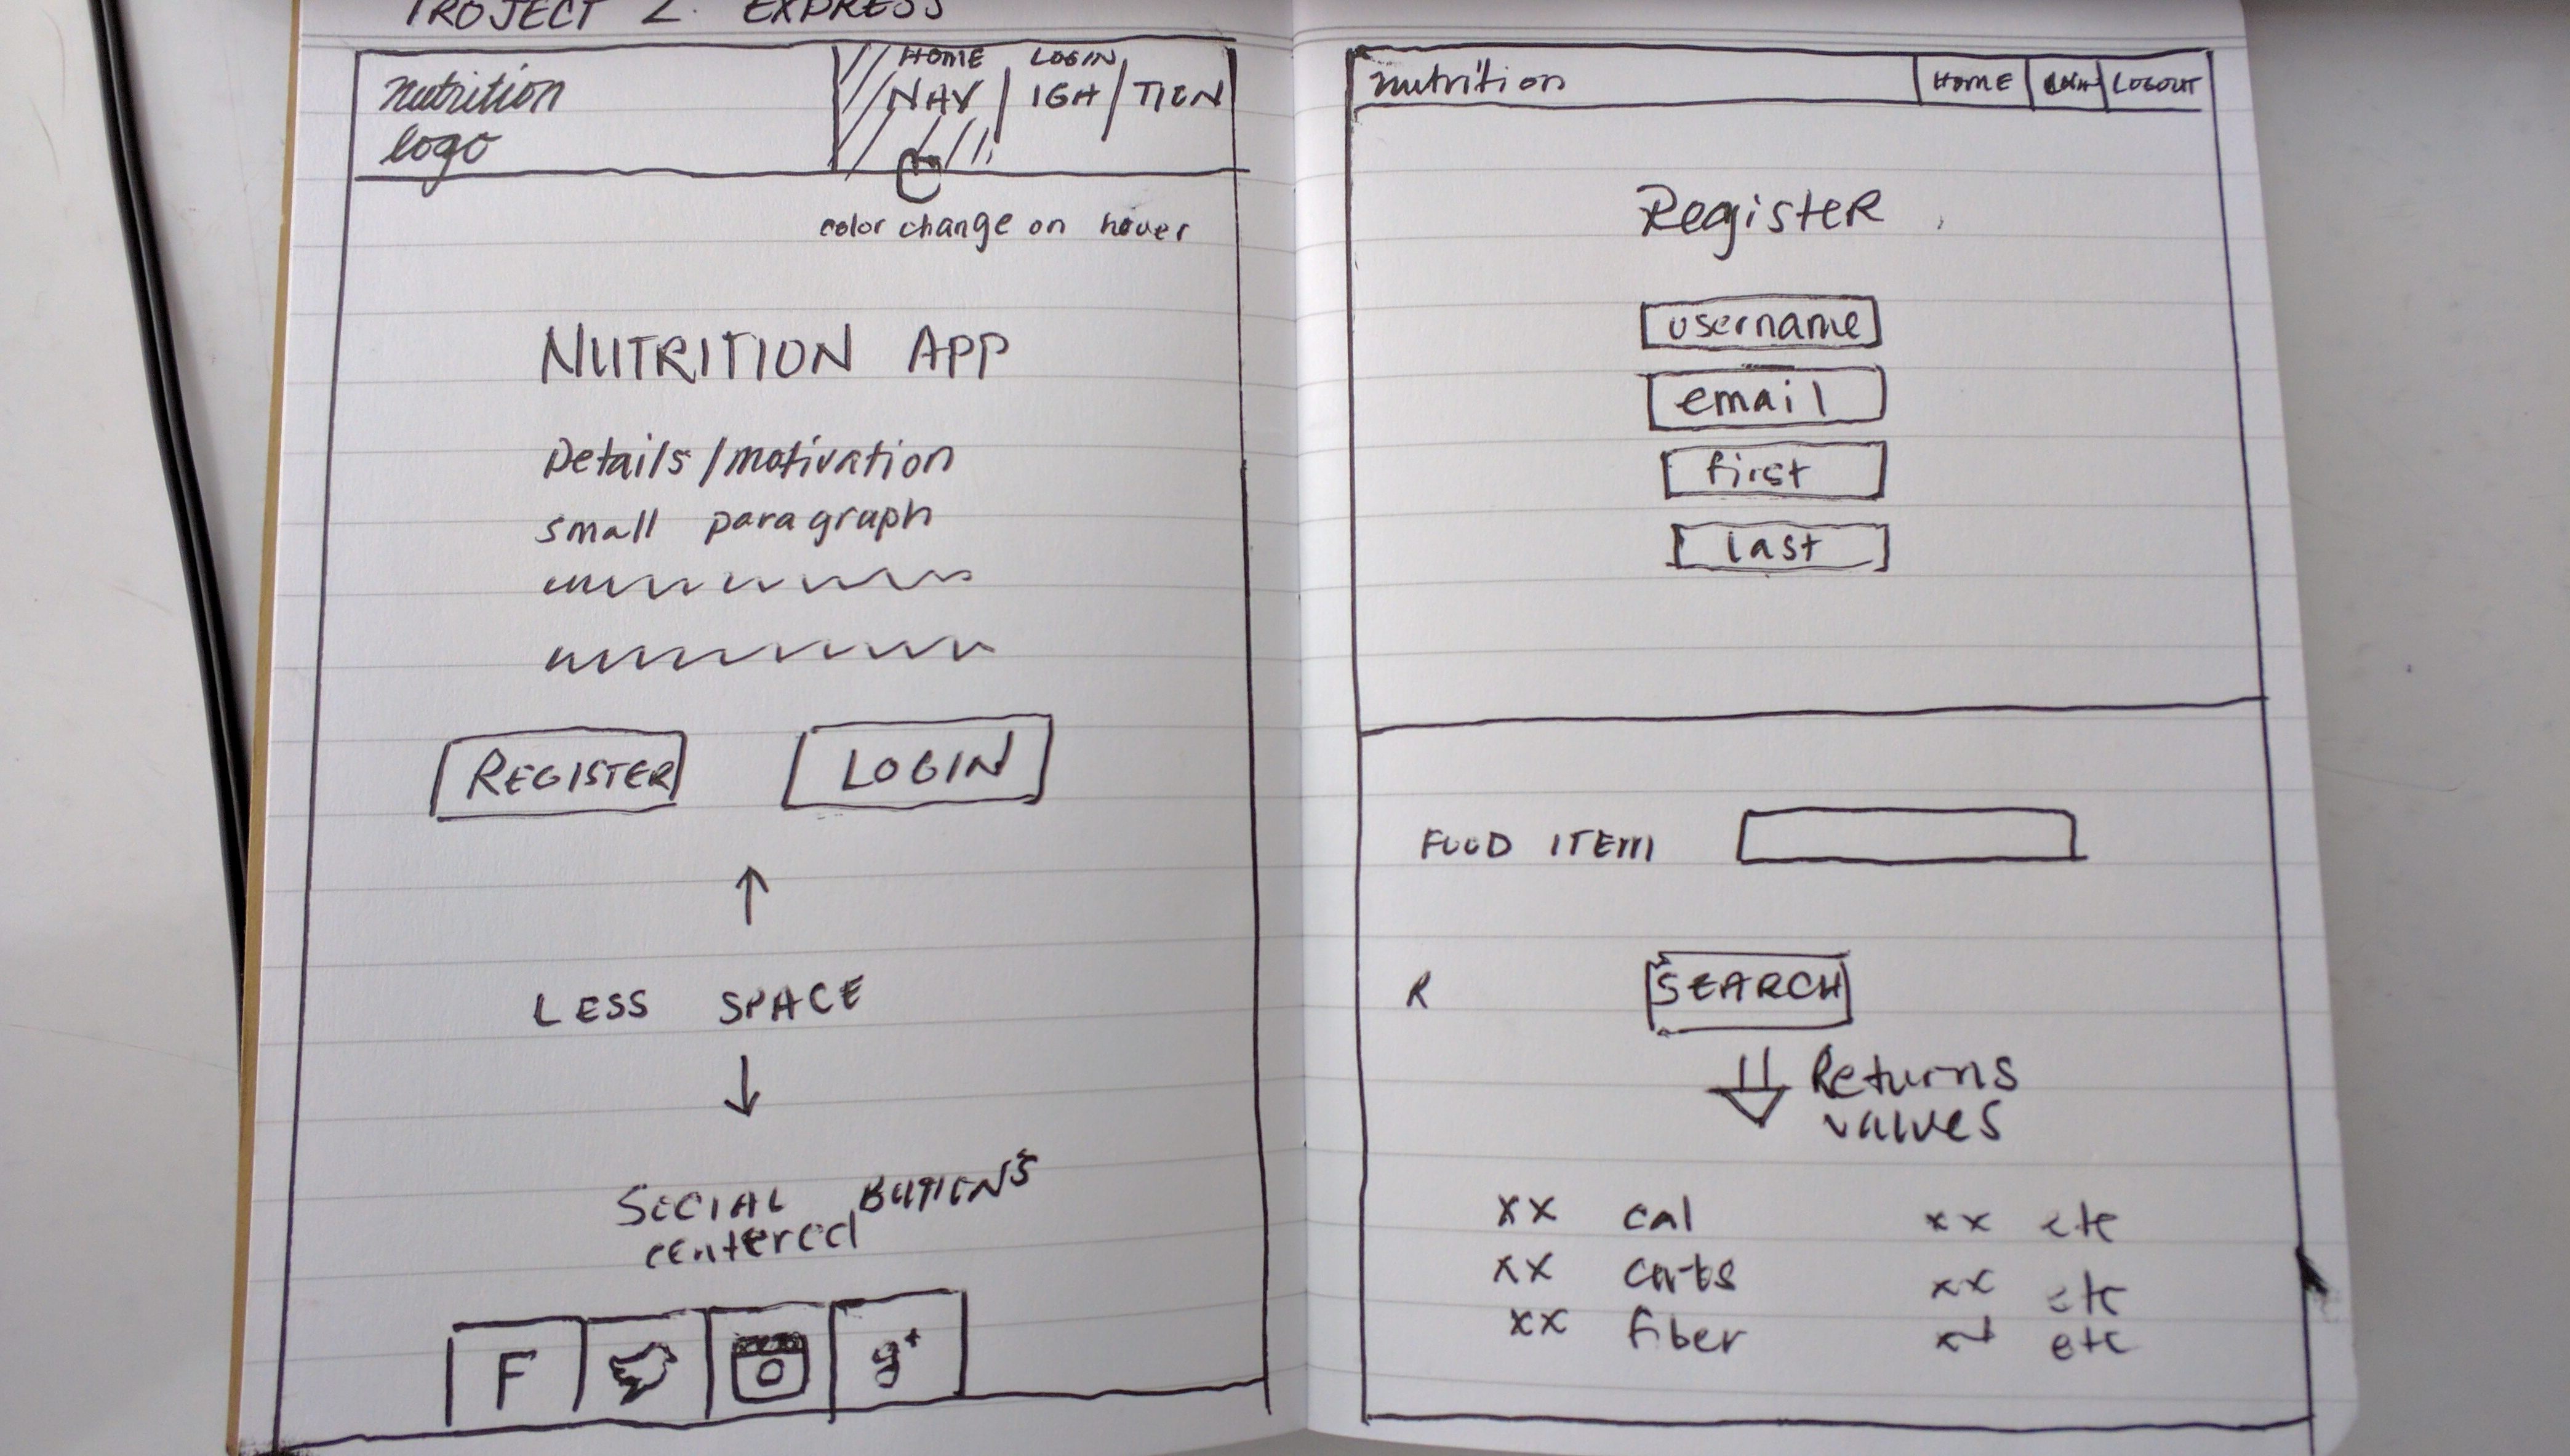 PROJECT 2. EXPRESS
nutrition
logo
HOME LOGIN
NAV / IGA / TION
color change on hover
NUTRITION APP
Details / motivation
small paragraph
REGISTER LOGIN
LESS SPACE
SOCIAL BUTTONS
centered
F g+
nutrition HOME LOGOUT
Register
username
email
first
last
FOOD ITEM
R SEARCH
Returns
values
xx cal xx etc
xx carbs xx etc
xx fiber etc